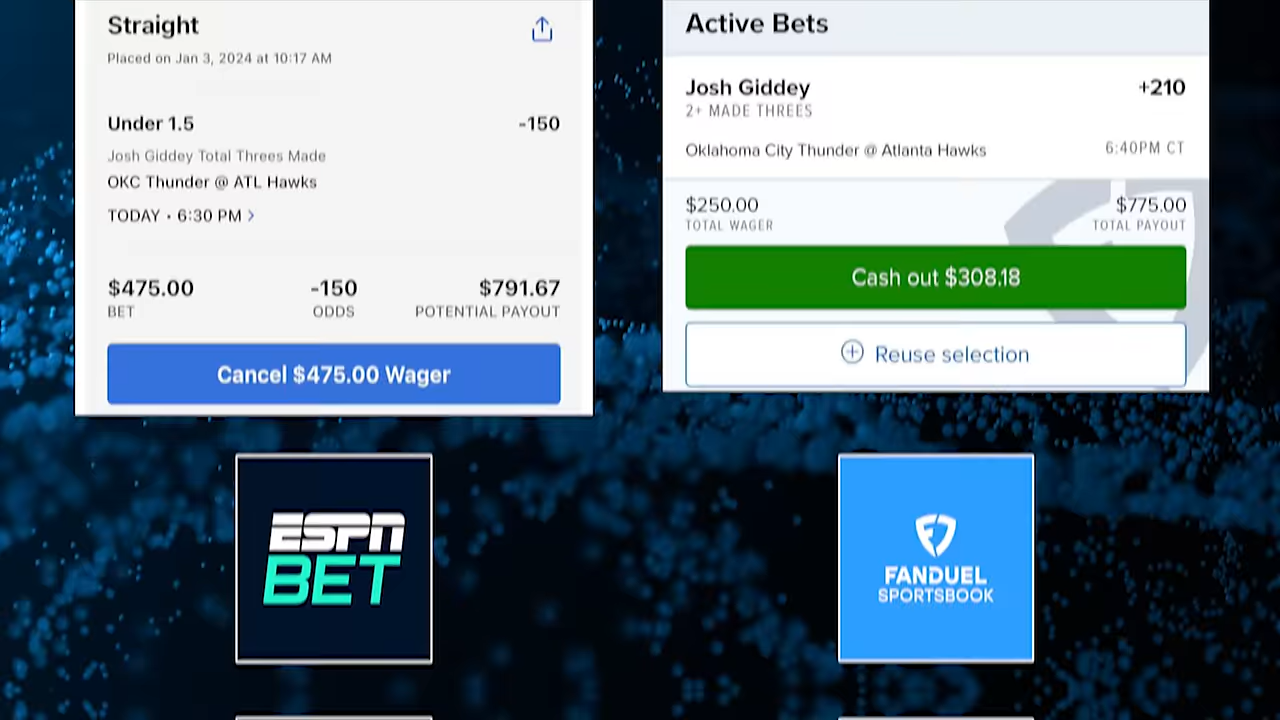 Straight
Placed on Jan 3, 2024 at 10:17 AM
Under 1.5 -150
Josh Giddey Total Threes Made
OKC Thunder @ ATL Hawks
TODAY • 6:30 PM >
$475.00 -150 $791.67
BET ODDS POTENTIAL PAYOUT
Cancel $475.00 Wager
ESPN
BET
Active Bets
Josh Giddey +210
2+ MADE THREES
Oklahoma City Thunder @ Atlanta Hawks 6:40PM CT
$250.00 $775.00
TOTAL WAGER TOTAL PAYOUT
Cash out $308.18
Reuse selection
FANDUEL
SPORTSBOOK